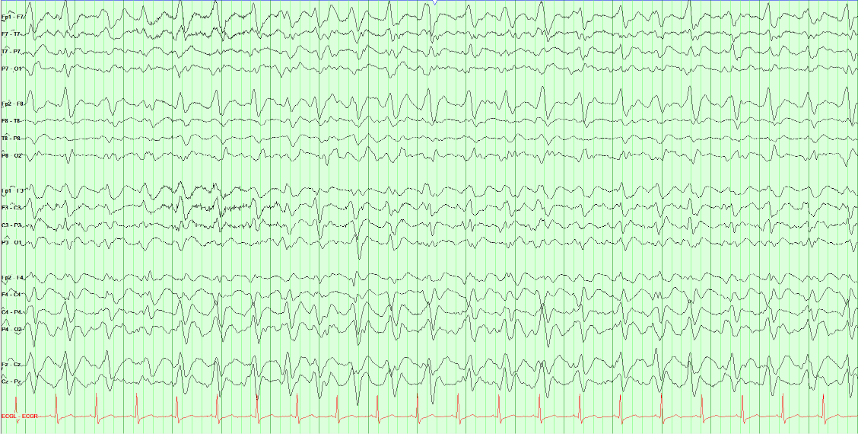 Fp1 - F7
F7 - T7
T7 - P7
P7 - O1
Fp2 - F8
F8 - T8
T8 - P8
P8 - O2
Fp1 - F3
F3 - C3
C3 - P3
P3 - O1
Fp2 - F4
F4 - C4
C4 - P4
P4 - O2
Fz - Cz
Cz - Pz
ECGL - ECGR